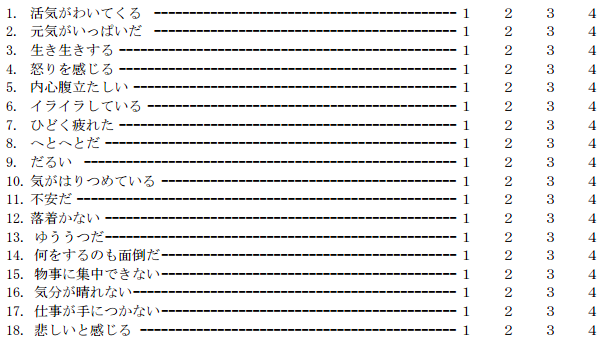 1. 活気がわいてくる ------------------------------------------ 1 2 3 4
2. 元気がいっぱいだ ------------------------------------------ 1 2 3 4
3. 生き生きする ---------------------------------------------- 1 2 3 4
4. 怒りを感じる ---------------------------------------------- 1 2 3 4
5. 内心腹立たしい -------------------------------------------- 1 2 3 4
6. イライラしている ------------------------------------------ 1 2 3 4
7. ひどく疲れた ---------------------------------------------- 1 2 3 4
8. へとへとだ ------------------------------------------------ 1 2 3 4
9. だるい --------------------------------------------------- 1 2 3 4
10. 気がはりつめている ---------------------------------------- 1 2 3 4
11. 不安だ --------------------------------------------------- 1 2 3 4
12. 落着かない ------------------------------------------------ 1 2 3 4
13. ゆううつだ ------------------------------------------------ 1 2 3 4
14. 何をするのも面倒だ ---------------------------------------- 1 2 3 4
15. 物事に集中できない ---------------------------------------- 1 2 3 4
16. 気分が晴れない -------------------------------------------- 1 2 3 4
17. 仕事が手につかない ---------------------------------------- 1 2 3 4
18. 悲しいと感じる -------------------------------------------- 1 2 3 4